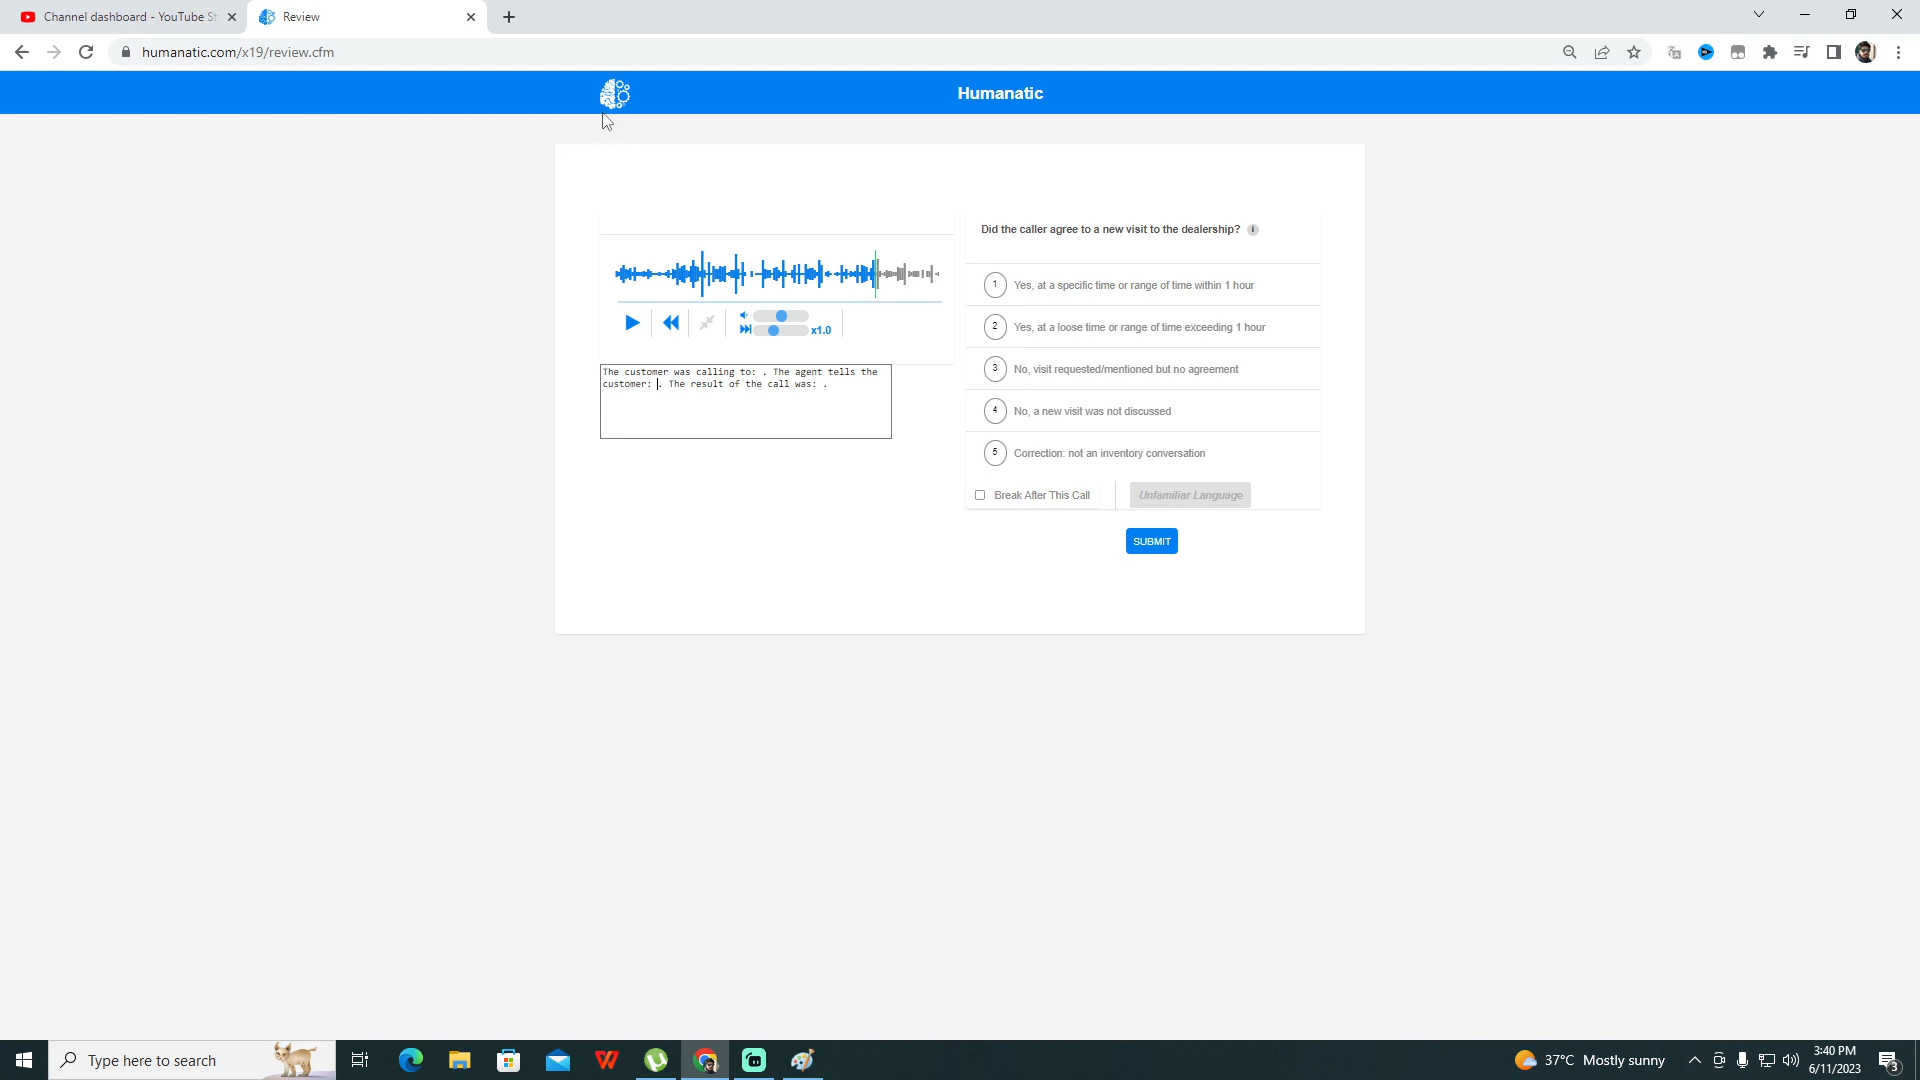 Channel dashboard - YouTube St
Review
humanatic.com/x19/review.cfm
Humanatic
Did the caller agree to a new visit to the dealership? i
1 Yes, at a specific time or range of time within 1 hour
2 Yes, at a loose time or range of time exceeding 1 hour
x1.0
The customer was calling to: . The agent tells the
customer: . The result of the call was: .
3 No, visit requested/mentioned but no agreement
4 No, a new visit was not discussed
5 Correction: not an inventory conversation
Break After This Call
Unfamiliar Language
SUBMIT
Type here to search
37°C Mostly sunny
3:40 PM
6/11/2023
3